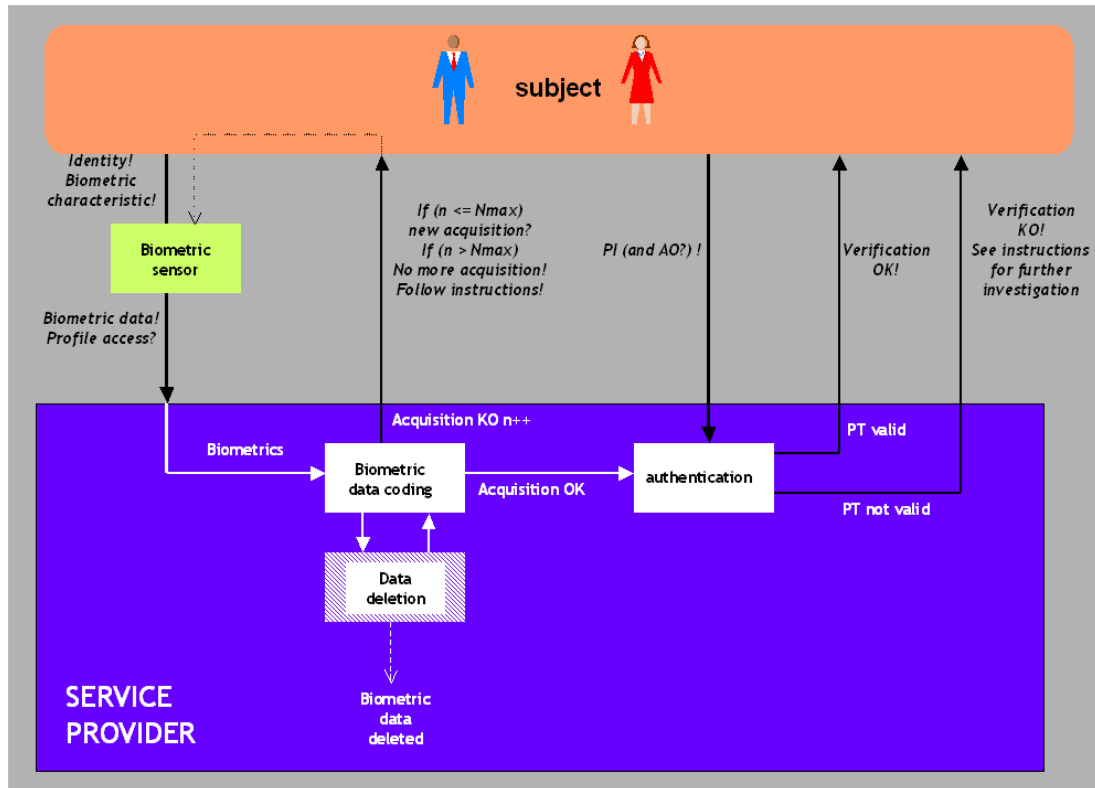 subject
Identity!
Biometric
characteristic!
Biometric
sensor
Biometric data!
Profile access?
If (n <= Nmax)
new acquisition?
If (n > Nmax)
No more acquisition!
Follow instructions!
PI (and AO?) !
Verification
OK!
Verification
KO!
See instructions
for further
investigation
Acquisition KO n++
Biometrics
Biometric
data coding
Acquisition OK
authentication
PT valid
PT not valid
Data
deletion
Biometric
data
deleted
SERVICE
PROVIDER